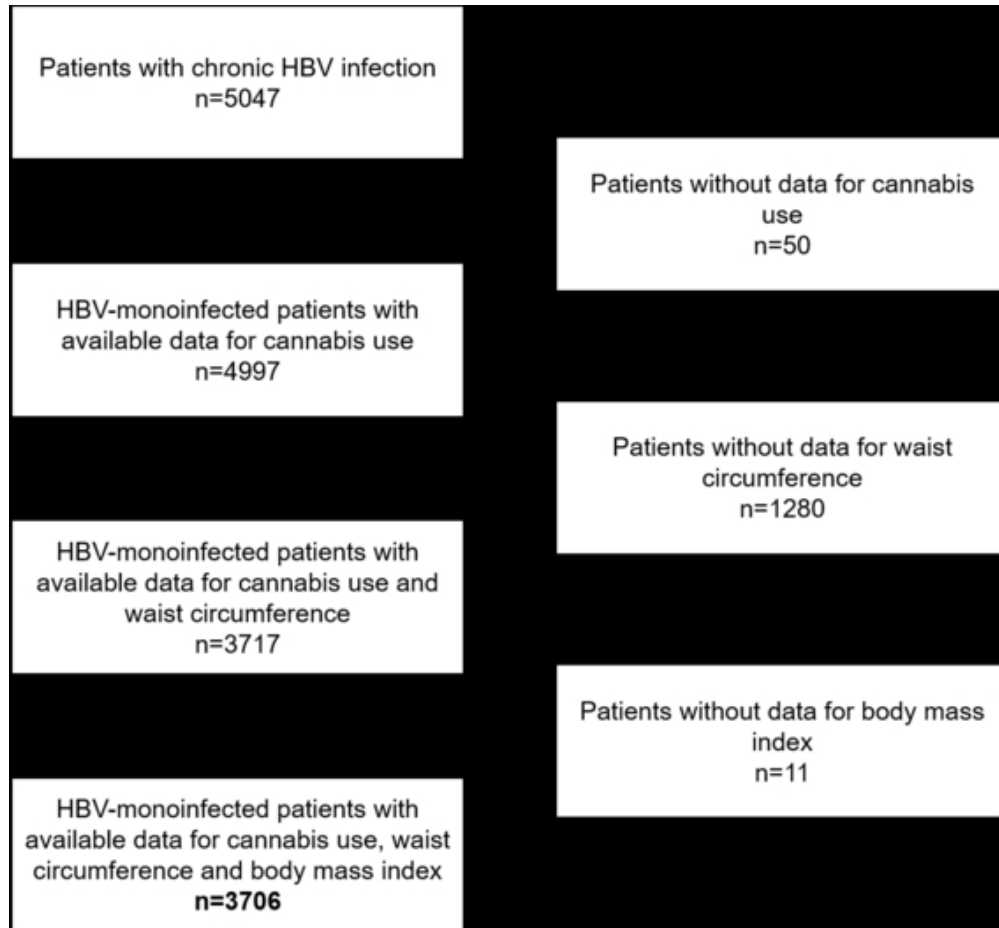 Patients with chronic HBV infection
n=5047
Patients without data for cannabis
use
n=50
HBV-monoinfected patients with
available data for cannabis use
n=4997
Patients without data for waist
circumference
n=1280
HBV-monoinfected patients with
available data for cannabis use and
waist circumference
n=3717
Patients without data for body mass
index
n=11
HBV-monoinfected patients with
available data for cannabis use, waist
circumference and body mass index
n=3706